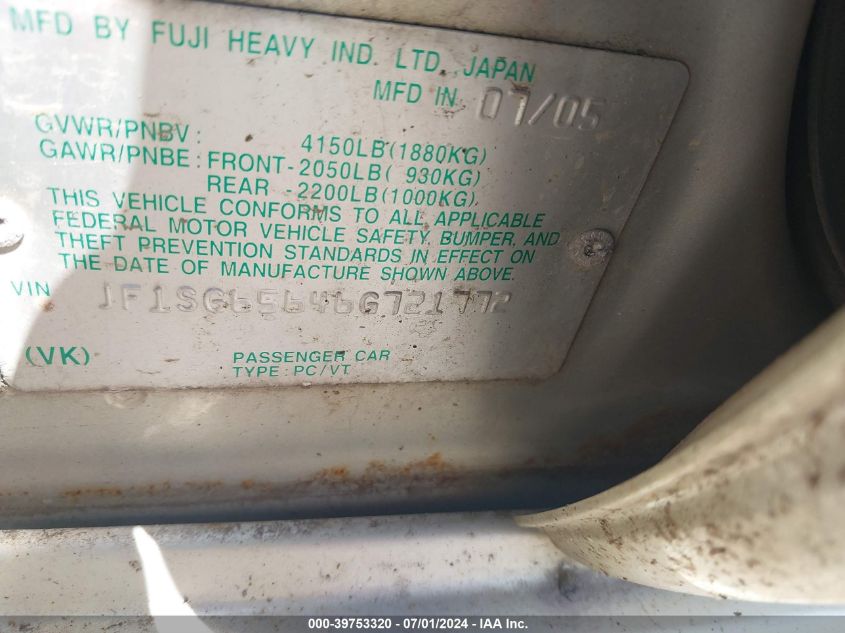 MFD BY FUJI HEAVY IND. LTD. JAPAN
MFD IN 07/05
GVWR/PNBV: 4150LB(1880KG)
GAWR/PNBE: FRONT-2050LB( 930KG)
REAR -2200LB(1000KG)
THIS VEHICLE CONFORMS TO ALL APPLICABLE
FEDERAL MOTOR VEHICLE SAFETY, BUMPER, AND
THEFT PREVENTION STANDARDS IN EFFECT ON
THE DATE OF MANUFACTURE SHOWN ABOVE.
VIN JF1SG65646G721772
(VK) PASSENGER CAR
TYPE: PC/VT
000-39753320 - 07/01/2024 - IAA Inc.